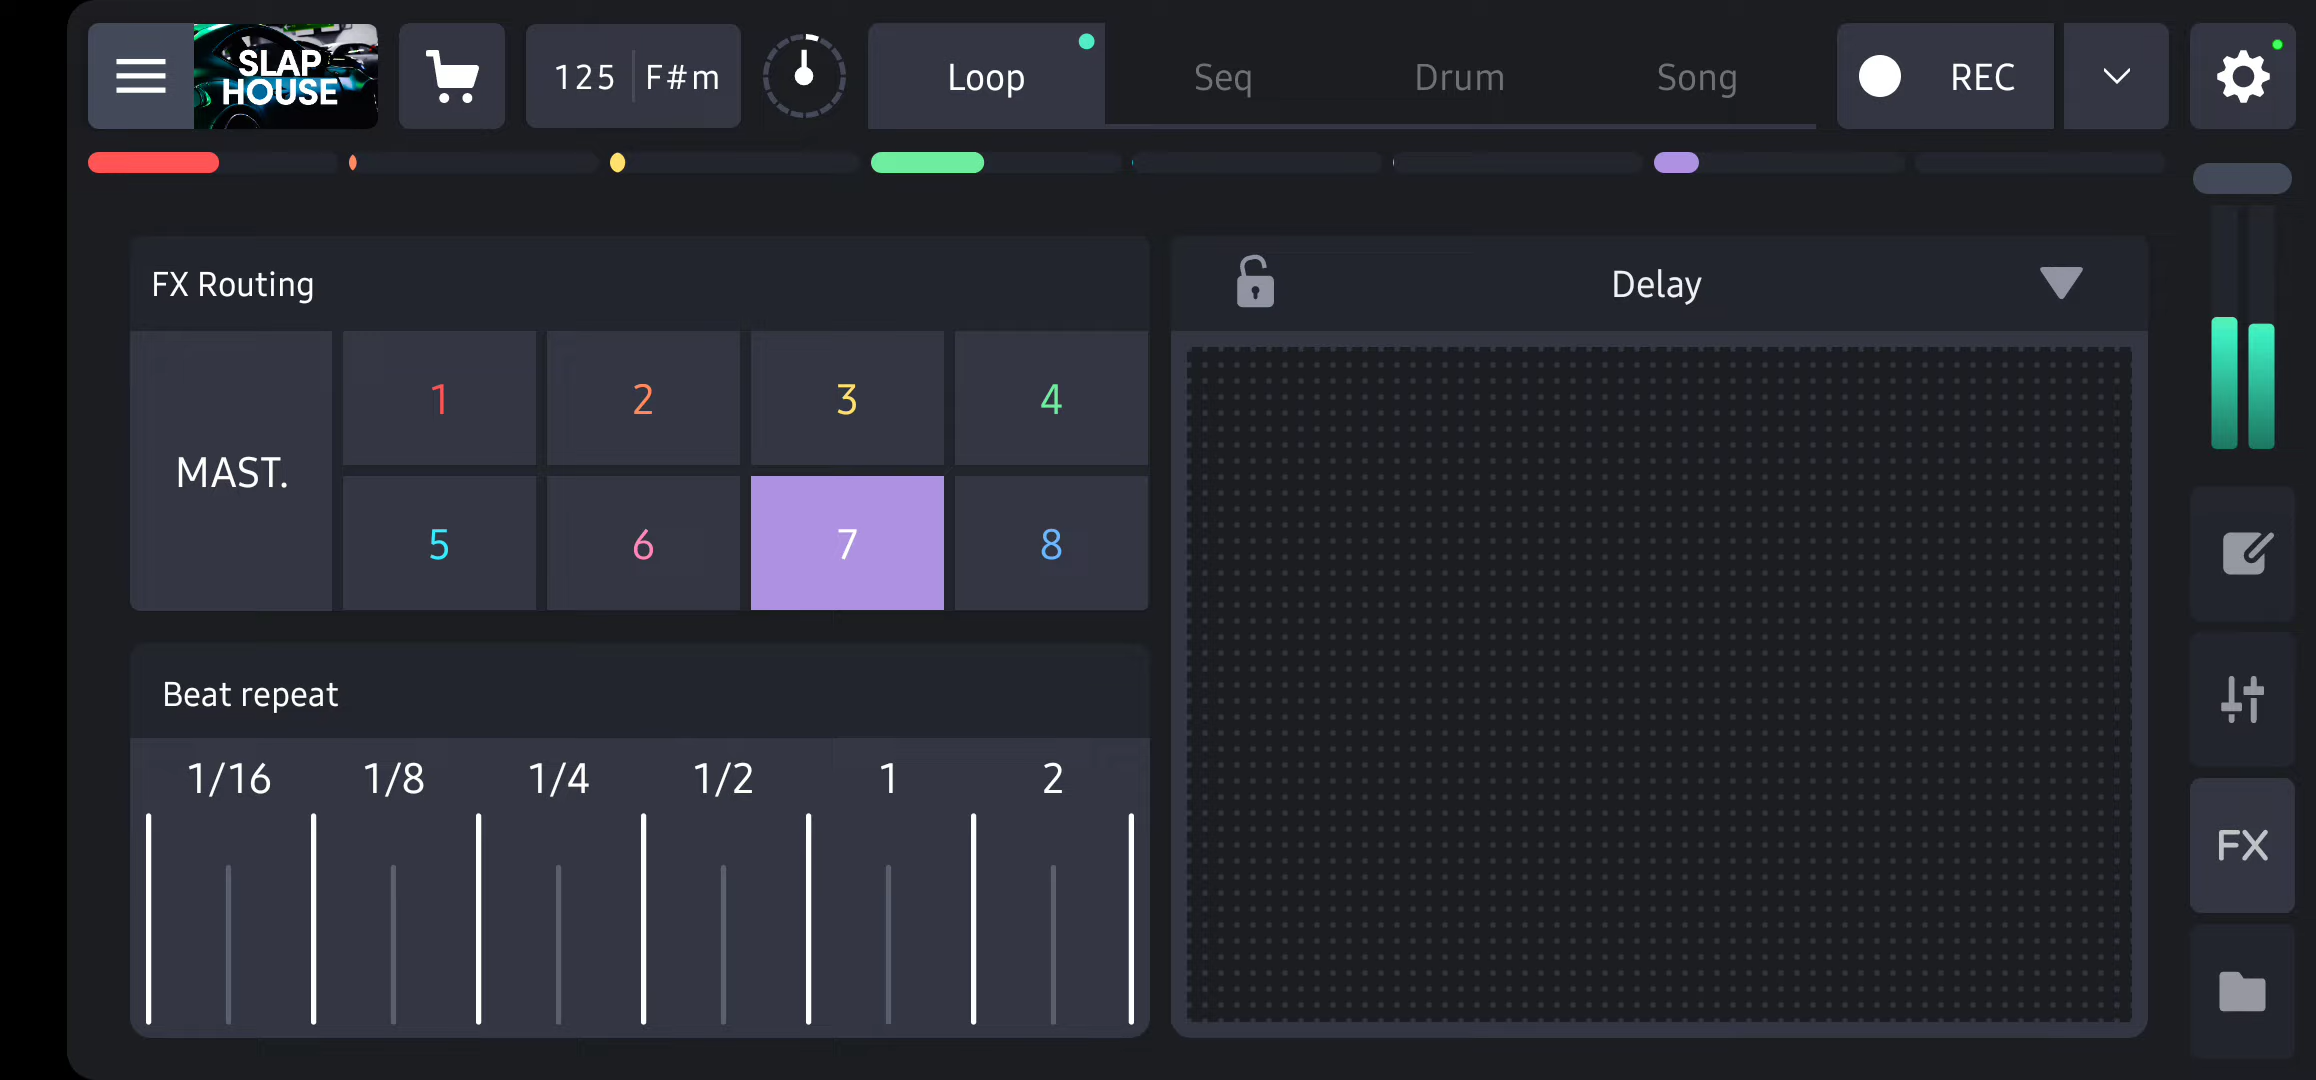 SLAP
HOUSE
125 F#m
Loop
Seq
Drum
Song
REC
FX Routing
MAST.
1 2 3 4
5 6 7 8
Delay
Beat repeat
1/16 1/8 1/4 1/2 1 2
FX